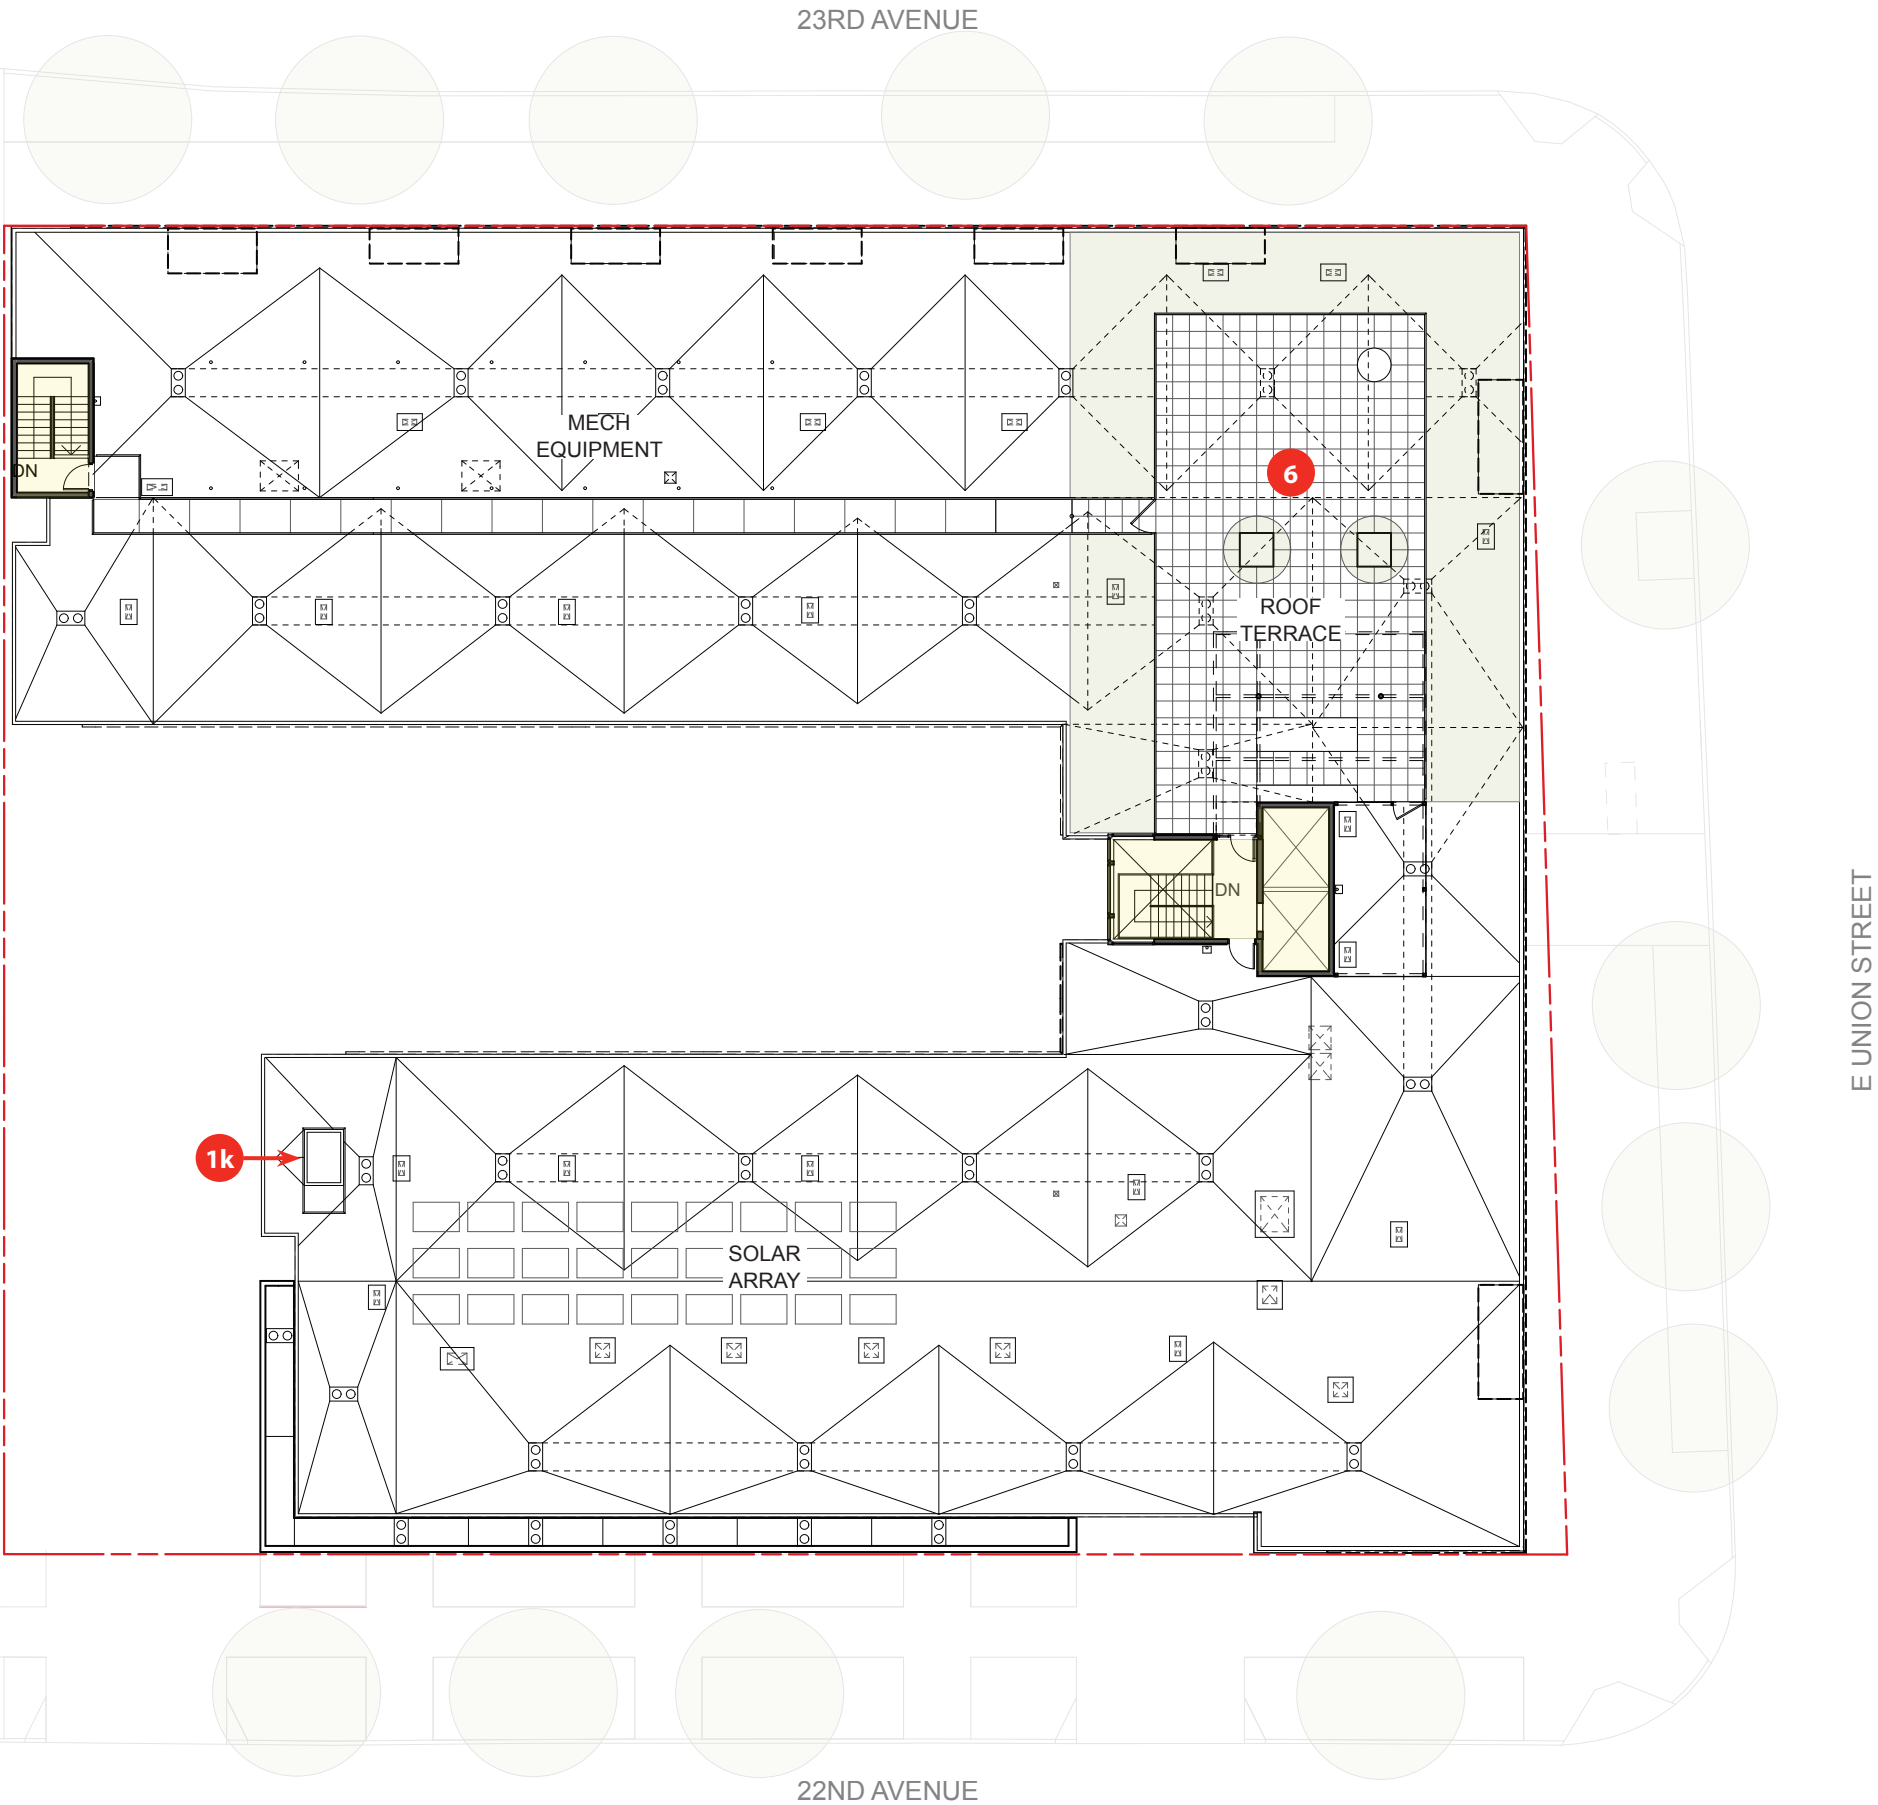 23RD AVENUE
MECH
EQUIPMENT
DN
6
ROOF
TERRACE
DN
E UNION STREET
1k
SOLAR
ARRAY
22ND AVENUE